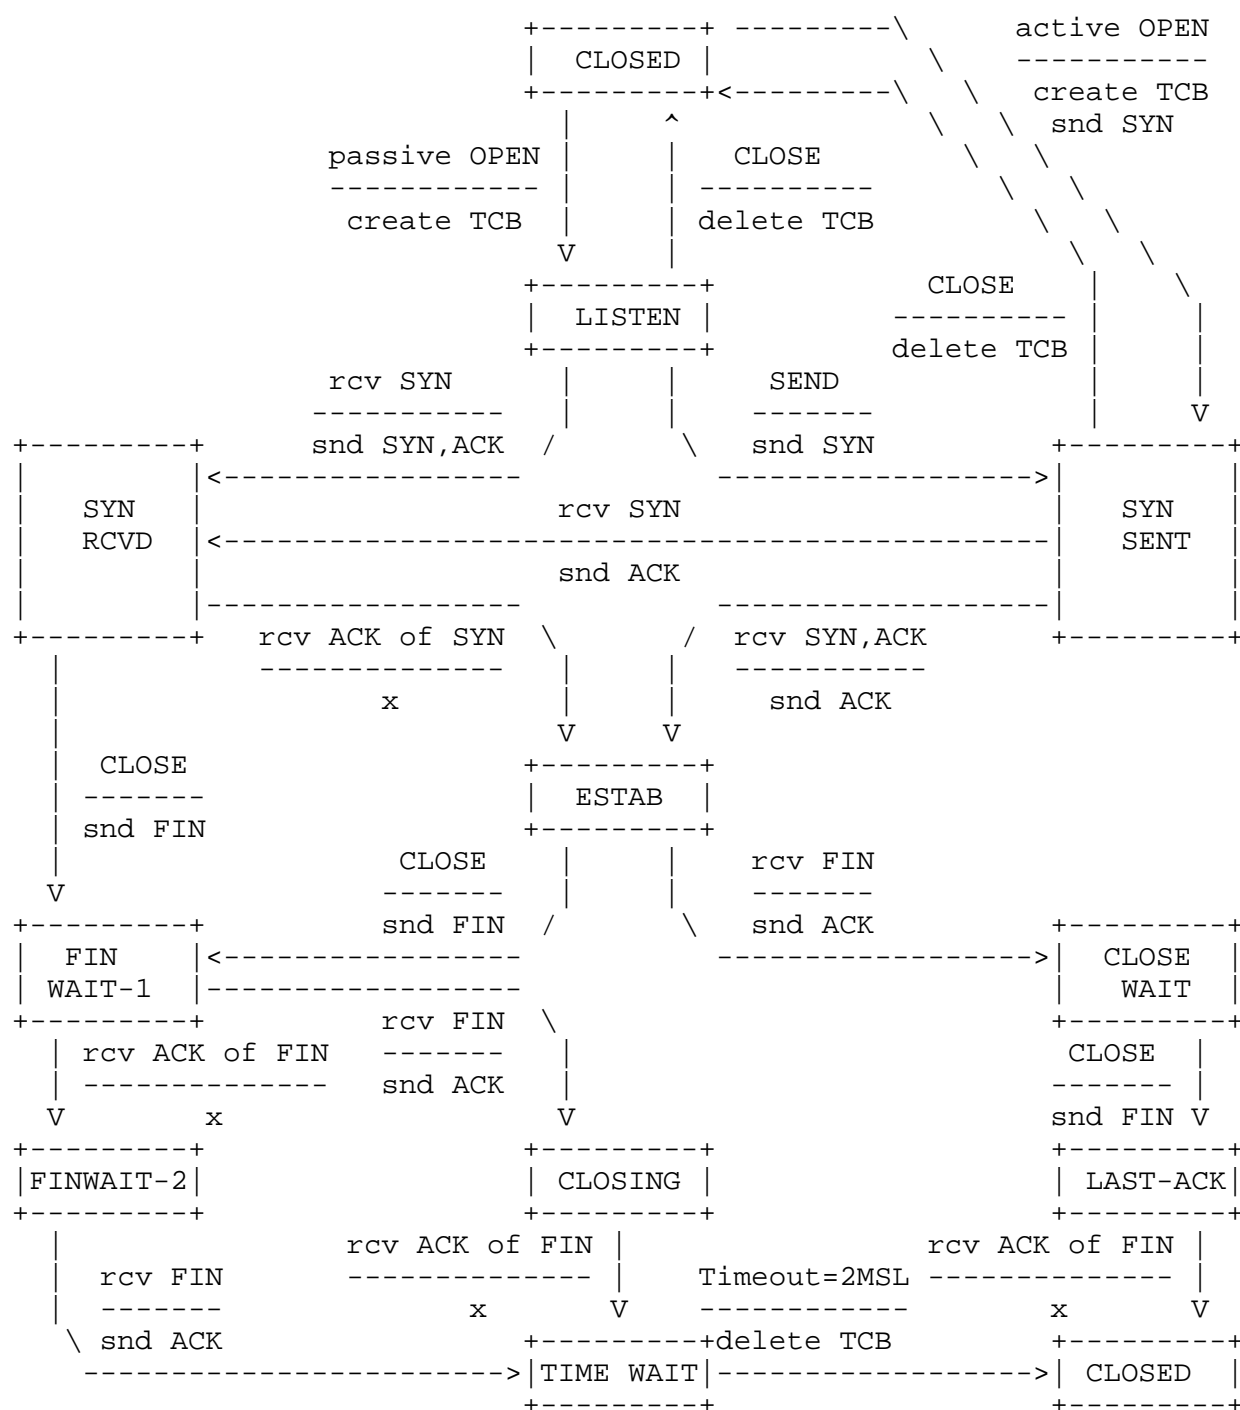 active OPEN
CLOSED
create TCB
snd SYN
passive OPEN CLOSE
create TCB delete TCB
CLOSE
LISTEN
delete TCB
rcv SYN SEND
snd SYN,ACK snd SYN
SYN rcv SYN SYN
RCVD SENT
snd ACK
rcv ACK of SYN rcv SYN,ACK
x snd ACK
CLOSE
ESTAB
snd FIN
CLOSE rcv FIN
snd FIN snd ACK
FIN CLOSE
WAIT-1 WAIT
rcv FIN
rcv ACK of FIN CLOSE
snd ACK
x snd FIN
FINWAIT-2 CLOSING LAST-ACK
rcv ACK of FIN rcv ACK of FIN
rcv FIN Timeout=2MSL
x x
snd ACK delete TCB
TIME WAIT CLOSED